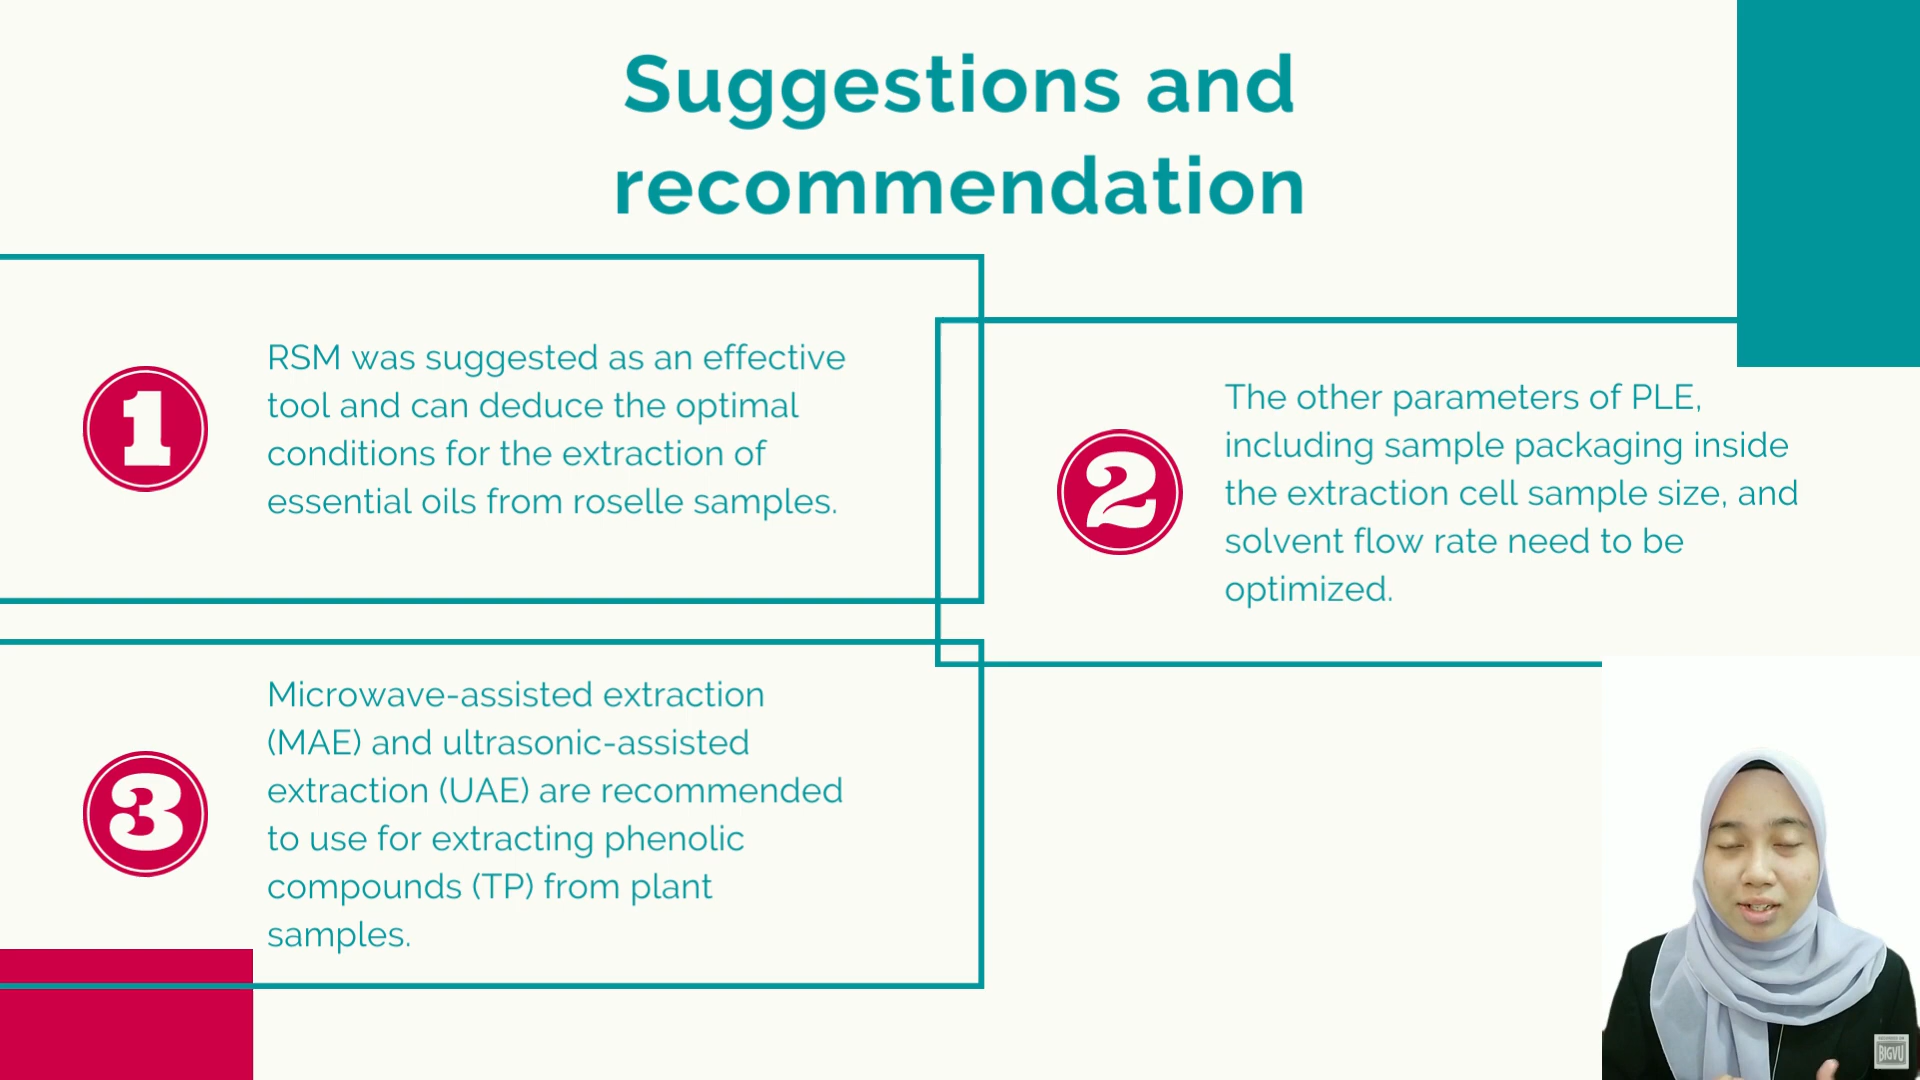 Suggestions and
recommendation
1
RSM was suggested as an effective
tool and can deduce the optimal
conditions for the extraction of
essential oils from roselle samples.
2
The other parameters of PLE,
including sample packaging inside
the extraction cell sample size, and
solvent flow rate need to be
optimized.
3
Microwave-assisted extraction
(MAE) and ultrasonic-assisted
extraction (UAE) are recommended
to use for extracting phenolic
compounds (TP) from plant
samples.
BIGVU